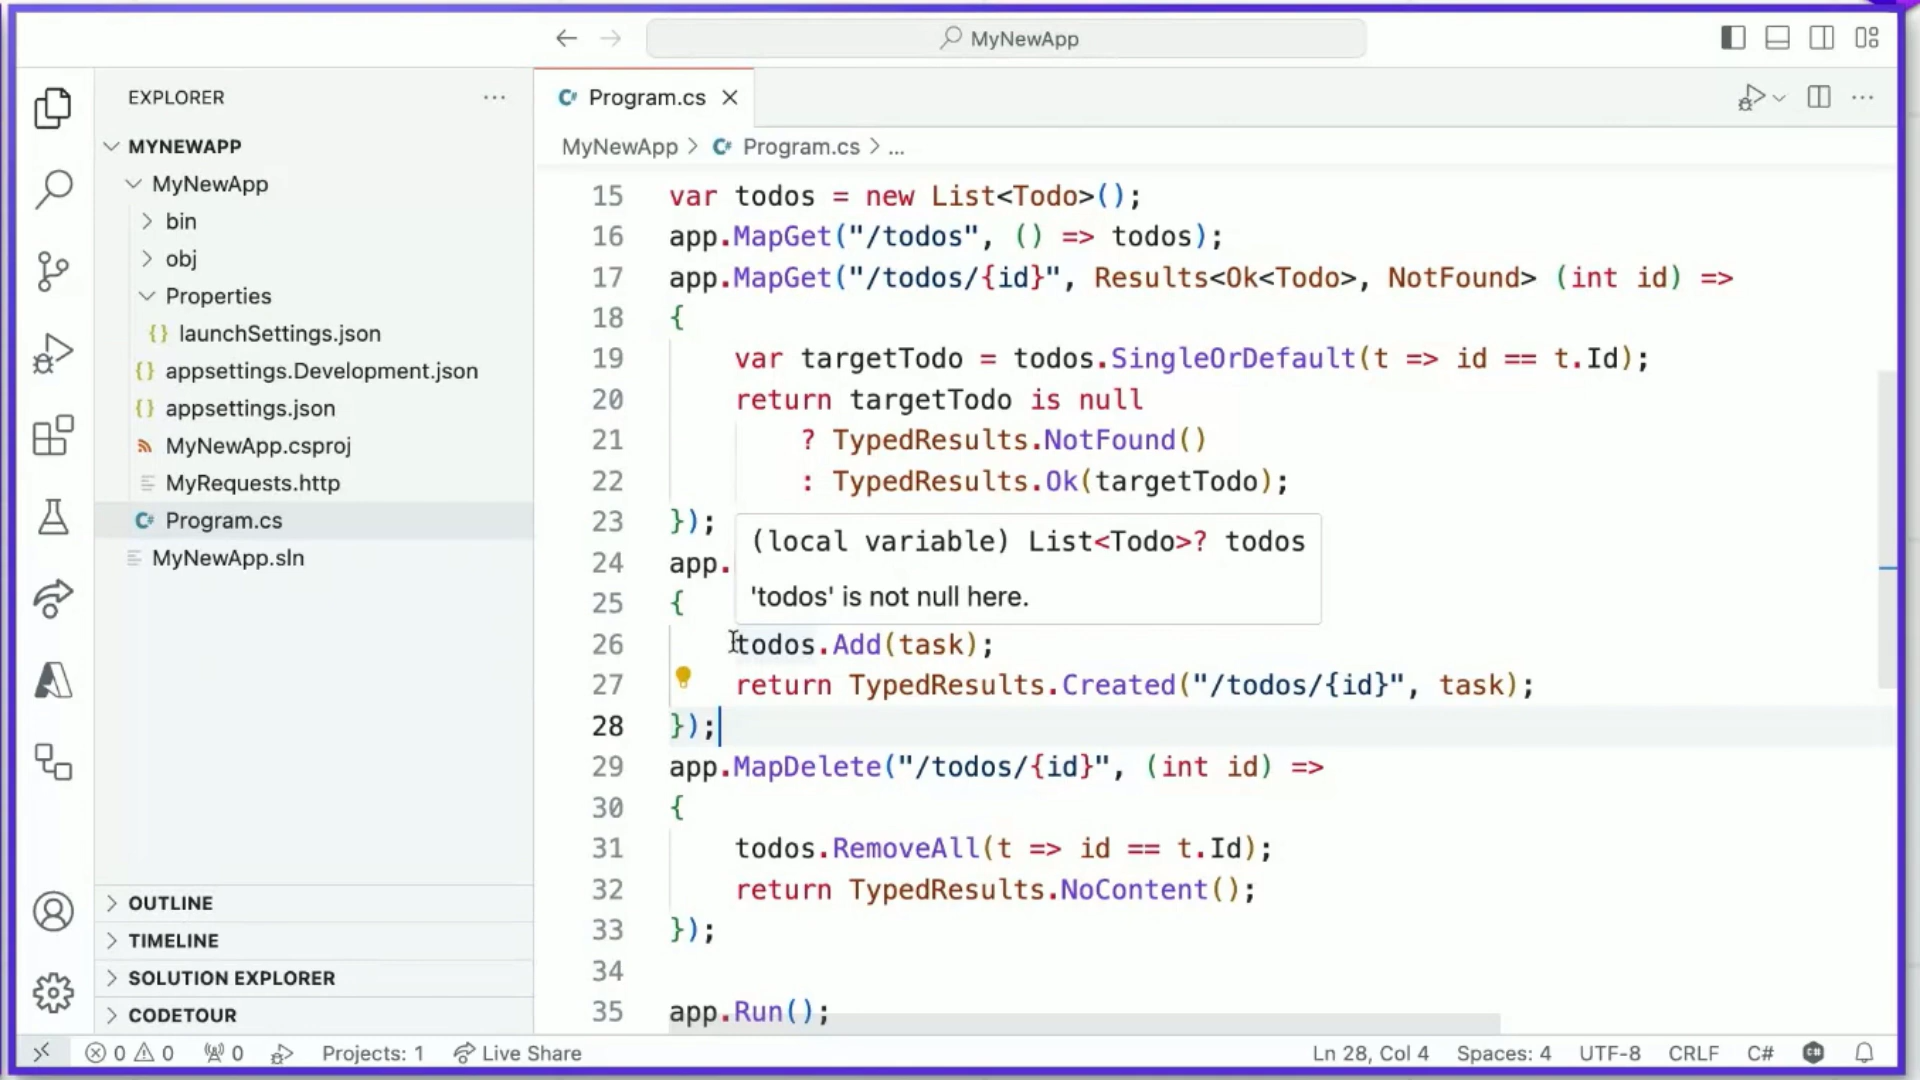 MyNewApp
EXPLORER
MYNEWAPP
MyNewApp
bin
obj
Properties
{} launchSettings.json
{} appsettings.Development.json
{} appsettings.json
MyNewApp.csproj
MyRequests.http
C# Program.cs
MyNewApp.sln
OUTLINE
TIMELINE
SOLUTION EXPLORER
CODETOUR
C# Program.cs
MyNewApp > C# Program.cs > ...
15 var todos = new List<Todo>();
16 app.MapGet("/todos", () => todos);
17 app.MapGet("/todos/{id}", Results<Ok<Todo>, NotFound> (int id) =>
18 {
19 var targetTodo = todos.SingleOrDefault(t => id == t.Id);
20 return targetTodo is null
21 ? TypedResults.NotFound()
22 : TypedResults.Ok(targetTodo);
23 });
(local variable) List<Todo>? todos
24 app.
'todos' is not null here.
25 {
26 todos.Add(task);
27 return TypedResults.Created("/todos/{id}", task);
28 });
29 app.MapDelete("/todos/{id}", (int id) =>
30 {
31 todos.RemoveAll(t => id == t.Id);
32 return TypedResults.NoContent();
33 });
34
35 app.Run();
0 0 0 Projects: 1 Live Share Ln 28, Col 4 Spaces: 4 UTF-8 CRLF C#